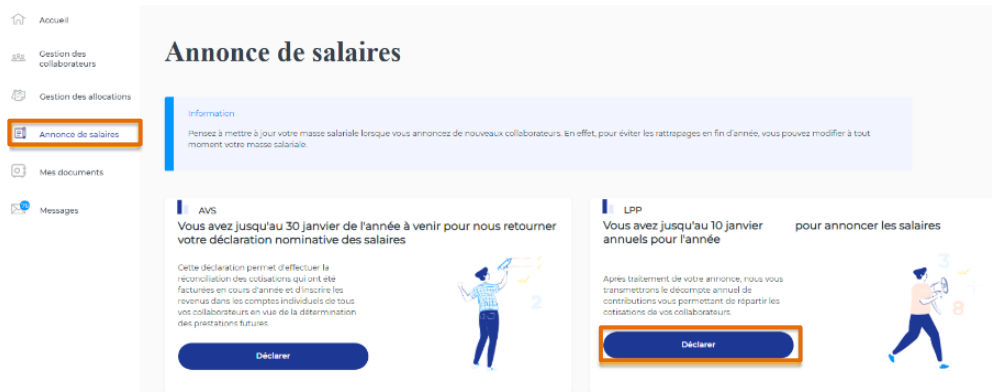 Accueil
Gestion des
collaborateurs
Gestion des allocations
Annonce de salaires
Mes documents
Messages
Annonce de salaires
Information
Pensez à mettre à jour votre masse salariale lorsque vous annoncez de nouveaux collaborateurs. En effet, pour éviter les rattrapages en fin d'année, vous pouvez modifier à tout
moment votre masse salariale.
AVS
Vous avez jusqu'au 30 janvier de l'année à venir pour nous retourner
votre déclaration nominative des salaires
Cette déclaration permet d'effectuer la
réconciliation des cotisations qui ont été
facturées en cours d'année et d'inscrire les
revenus dans les comptes individuels de tous
vos collaborateurs en vue de la détermination
des prestations futures.
2
Déclarer
LPP
Vous avez jusqu'au 10 janvier pour annoncer les salaires
annuels pour l'année
Après traitement de votre annonce, nous vous
transmettrons le décompte annuel de
contributions vous permettant de répartir les
cotisations de vos collaborateurs
3
8
Déclarer